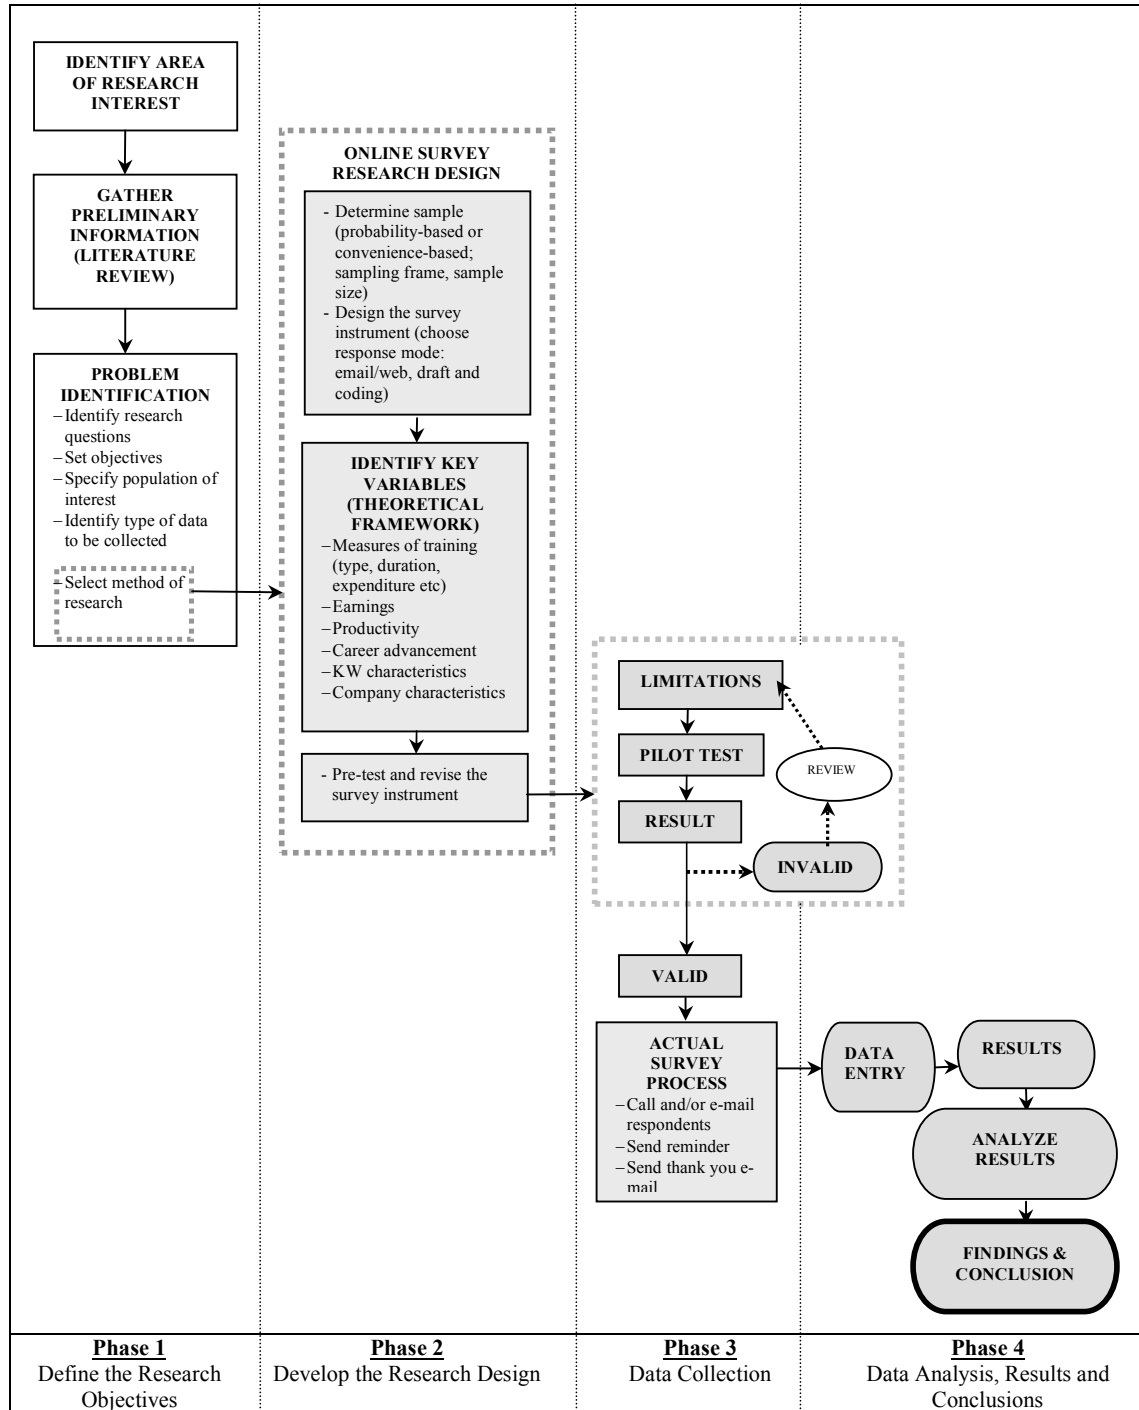 IDENTIFY AREA
OF RESEARCH
INTEREST
GATHER
PRELIMINARY
INFORMATION
(LITERATURE
REVIEW)
PROBLEM
IDENTIFICATION
–Identify research
questions
–Set objectives
–Specify population of
interest
–Identify type of data
to be collected
–Select method of
research
ONLINE SURVEY
RESEARCH DESIGN
- Determine sample
(probability-based or
convenience-based;
sampling frame, sample
size)
- Design the survey
instrument (choose
response mode:
email/web, draft and
coding)
IDENTIFY KEY
VARIABLES
(THEORETICAL
FRAMEWORK)
–Measures of training
(type, duration,
expenditure etc)
–Earnings
–Productivity
–Career advancement
–KW characteristics
–Company characteristics
- Pre-test and revise the
survey instrument
LIMITATIONS
PILOT TEST
RESULT
REVIEW
INVALID
VALID
ACTUAL
SURVEY
PROCESS
–Call and/or e-mail
respondents
–Send reminder
–Send thank you e-
mail
DATA
ENTRY
RESULTS
ANALYZE
RESULTS
FINDINGS &
CONCLUSION
Phase 1
Define the Research
Objectives
Phase 2
Develop the Research Design
Phase 3
Data Collection
Phase 4
Data Analysis, Results and
Conclusions